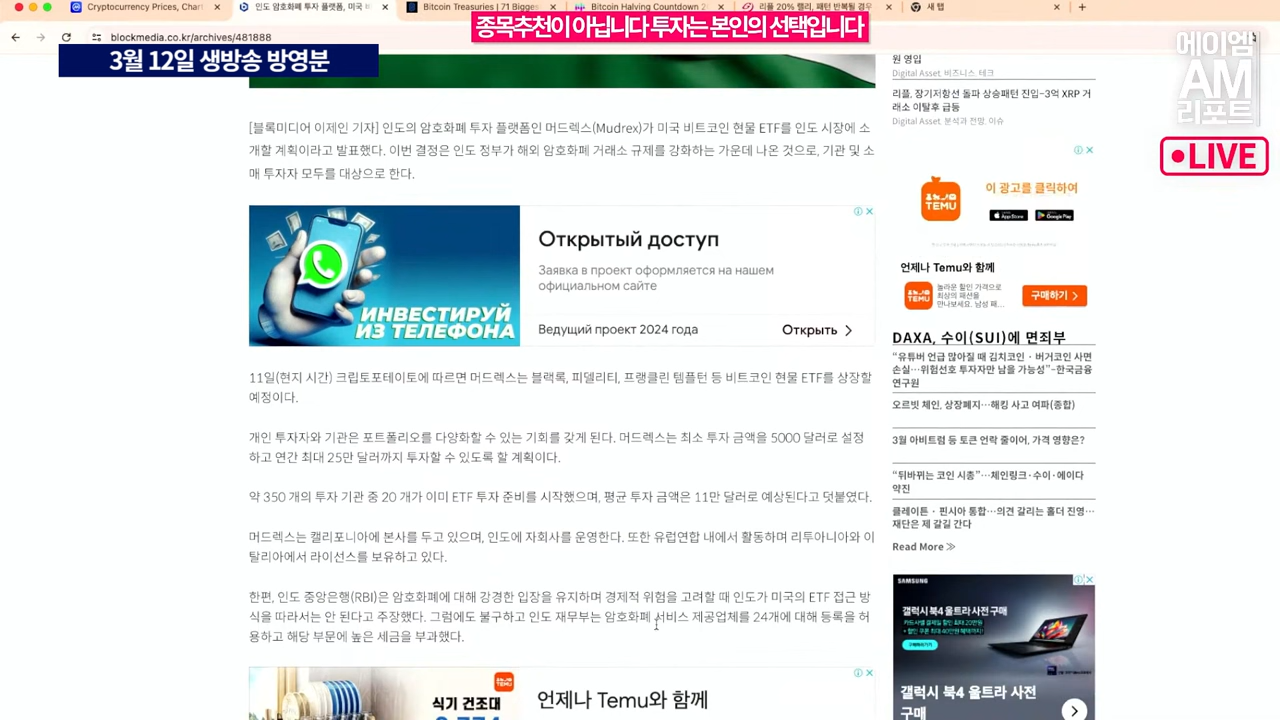 Cryptocurrency Prices, Chart
인도 암호화폐 투자 플랫폼, 미국 비
Bitcoin Treasuries | 71 Bigges
Bitcoin Halving Countdown 2
리플 20% 랠리, 패턴 반복될 경우
새 탭
blockmedia.co.kr/archives/481888
종목추천이 아닙니다 투자는 본인의 선택입니다
3월 12일 생방송 방영분
에이엠
AM
리포트
LIVE
[블록미디어 이제인 기자] 인도의 암호화폐 투자 플랫폼인 머드렉스(Mudrex)가 미국 비트코인 현물 ETF를 인도 시장에 소
개할 계획이라고 발표했다. 이번 결정은 인도 정부가 해외 암호화폐 거래소 규제를 강화하는 가운데 나온 것으로, 기관 및 소
매 투자자 모두를 대상으로 한다.
ИНВЕСТИРУЙ
ИЗ ТЕЛЕФОНА
Открытый доступ
Заявка в проект оформляется на нашем
официальном сайте
Ведущий проект 2024 года
Открыть
11일(현지 시간) 크립토포테이토에 따르면 머드렉스는 블랙록, 피델리티, 프랭클린 템플턴 등 비트코인 현물 ETF를 상장할
예정이다.
개인 투자자와 기관은 포트폴리오를 다양화할 수 있는 기회를 갖게 된다. 머드렉스는 최소 투자 금액을 5000 달러로 설정
하고 연간 최대 25만 달러까지 투자할 수 있도록 할 계획이다.
약 350 개의 투자 기관 중 20 개가 이미 ETF 투자 준비를 시작했으며, 평균 투자 금액은 11만 달러로 예상된다고 덧붙였다.
머드렉스는 캘리포니아에 본사를 두고 있으며, 인도에 자회사를 운영한다. 또한 유럽연합 내에서 활동하며 리투아니아와 이
탈리아에서 라이선스를 보유하고 있다.
한편, 인도 중앙은행(RBI)은 암호화폐에 대해 강경한 입장을 유지하며 경제적 위험을 고려할 때 인도가 미국의 ETF 접근 방
식을 따라서는 안 된다고 주장했다. 그럼에도 불구하고 인도 재무부는 암호화폐 서비스 제공업체를 24개에 대해 등록을 허
용하고 해당 부문에 높은 세금을 부과했다.
식기 건조대
언제나 Temu와 함께
원 영입
Digital Asset, 비즈니스, 테크
리플, 장기저항선 돌파 상승패턴 진입–3억 XRP 거
래소 이탈후 급등
Digital Asset, 분석과 전망, 이슈
TEMU
이 광고를 클릭하여
App Store
Google Play
언제나 Temu와 함께
TEMU
놀라운 할인 가격으로
최상의 패션을
만나보세요. 남성 패…
구매하기
DAXA, 수이(SUI)에 면죄부
“유튜버 언급 많아질 때 김치코인 · 버거코인 사면
손실…위험선호 투자자만 남을 가능성”-한국금융
연구원
오르빗 체인, 상장폐지…해킹 사고 여파(종합)
3월 아비트럼 등 토큰 언락 줄이어, 가격 영향은?
“뒤바뀌는 코인 시총”…체인링크·수이·에이다
약진
클레이튼 · 핀시아 통합…의견 갈리는 홀더 진영…
재단은 제 갈길 간다
Read More ≫
SAMSUNG
갤럭시 북4 울트라 사전 구매
갤럭시 북4 울트라 사전
구매